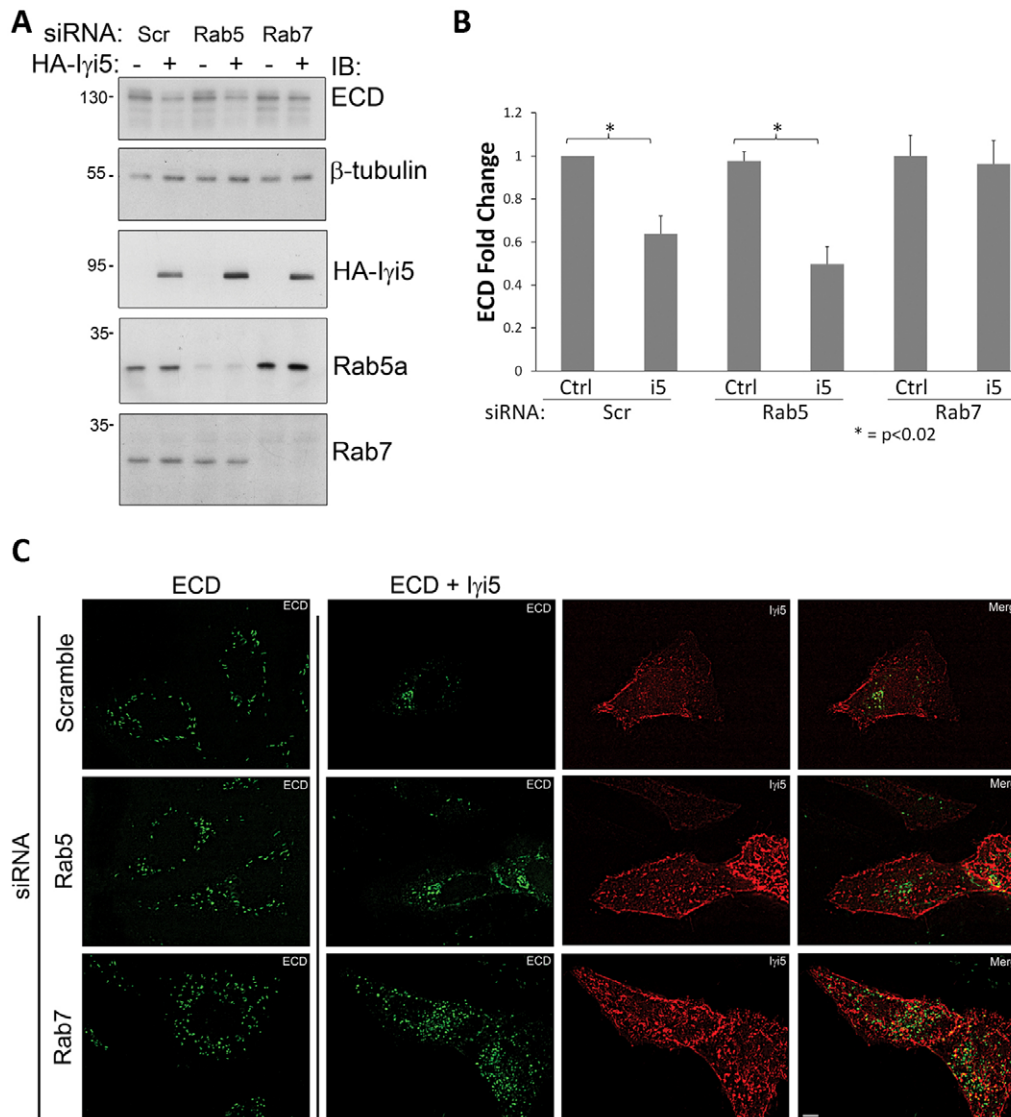 A
siRNA: Scr Rab5 Rab7
HA-Iγi5: - + - + - + IB:
130- ECD
55- β-tubulin
95- HA-Iγi5
35- Rab5a
35- Rab7
B
ECD Fold Change
1.2
1
0.8
0.6
0.4
0.2
0
* *
Ctrl i5 Ctrl i5 Ctrl i5
siRNA: Scr Rab5 Rab7
* = p<0.02
C
ECD ECD + Iγi5
siRNA
Scramble
ECD ECD Iγi5 Merg
Rab5
ECD ECD Iγi5 Merg
Rab7
ECD ECD Iγi5 Merg